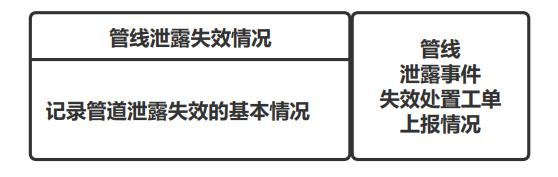 管线泄露失效情况
记录管道泄露失效的基本情况
管线
泄露事件
失效处置工单
上报情况